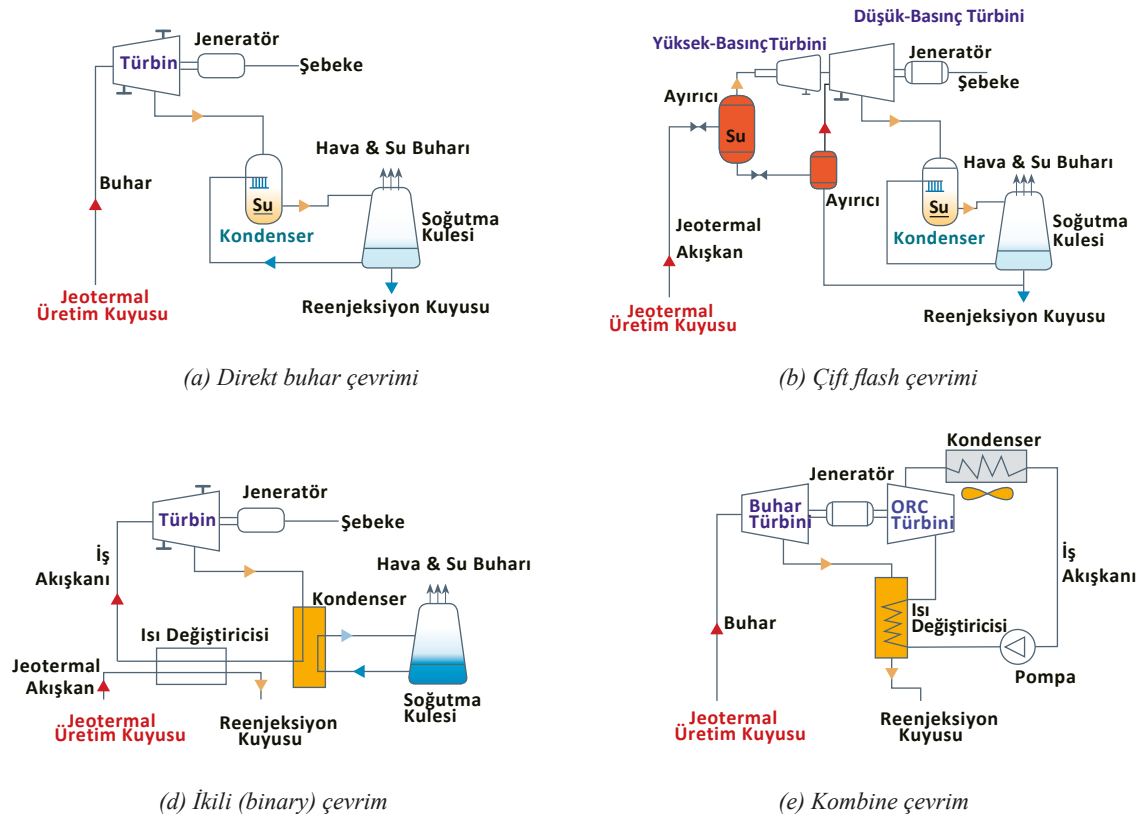 Jeneratör
Türbin
Şebeke
Buhar
Hava & Su Buharı
Su
Kondenser
Soğutma
Kulesi
Jeotermal
Üretim Kuyusu
Reenjeksiyon Kuyusu
(a) Direkt buhar çevrimi
Düşük-Basınç Türbini
Yüksek-Basınç Türbini
Jeneratör
Şebeke
Ayırıcı
Su
Hava & Su Buharı
Ayırıcı
Su
Jeotermal
Akışkan
Kondenser
Soğutma
Kulesi
Jeotermal
Üretim Kuyusu
Reenjeksiyon Kuyusu
(b) Çift flash çevrimi
Jeneratör
Türbin
Şebeke
İş
Akışkanı
Hava & Su Buharı
Kondenser
Isı Değiştiricisi
Jeotermal
Akışkan
Soğutma
Kulesi
Jeotermal
Üretim Kuyusu
Reenjeksiyon
Kuyusu
(d) İkili (binary) çevrim
Kondenser
Jeneratör
Buhar
Türbini
ORC
Türbini
İş
Akışkanı
Isı
Değiştiricisi
Buhar
Pompa
Jeotermal
Üretim Kuyusu
Reenjeksiyon
Kuyusu
(e) Kombine çevrim